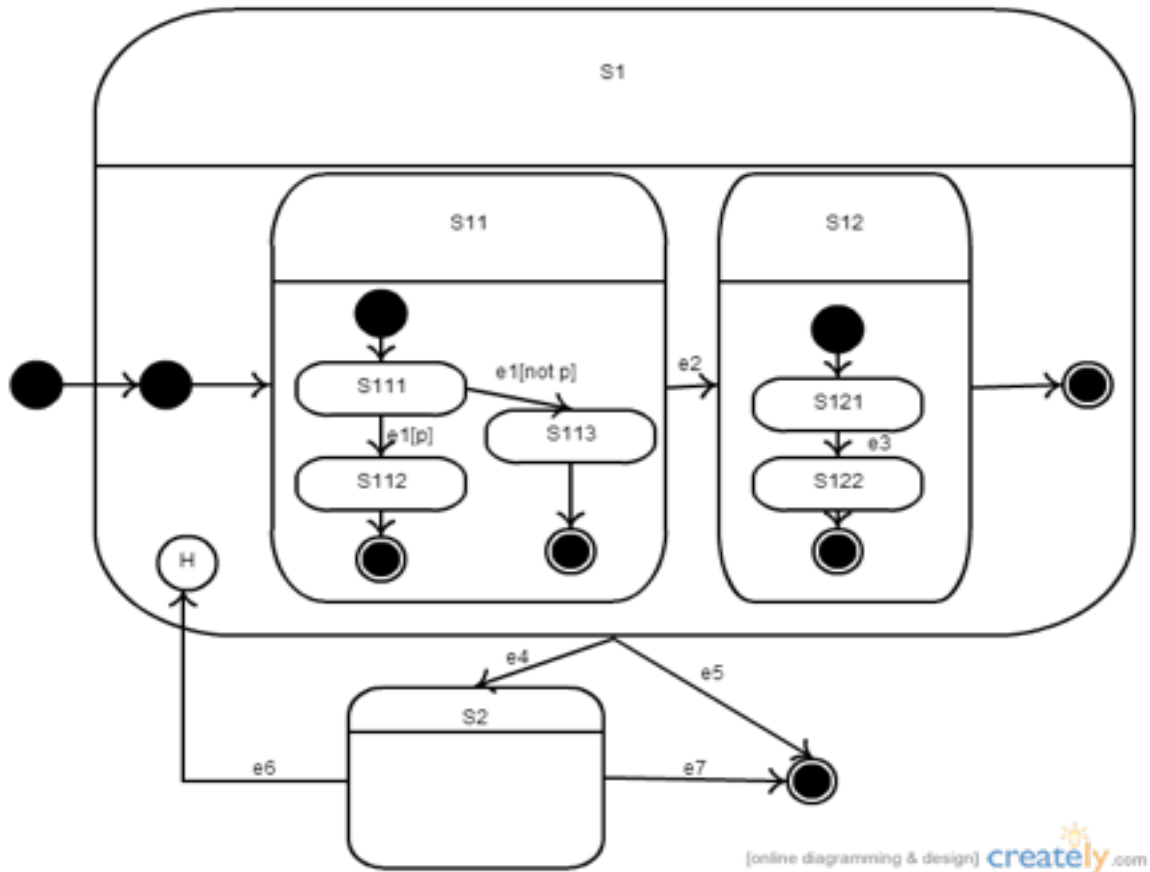 S1
S11
S12
S111
e1[not p]
e2
S121
e1[p]
S113
e3
S112
S122
H
e4
e5
S2
e6
e7
[online diagramming & design] creately.com